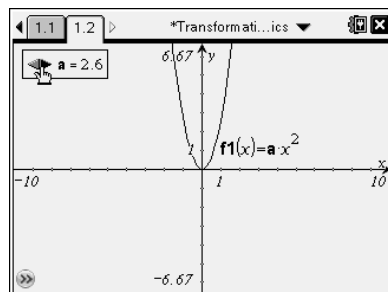 1.1 1.2 *Transformati...ics
a = 2.6
6.67 y
1 f1(x)=a·x²
x
-10 1 10
-6.67